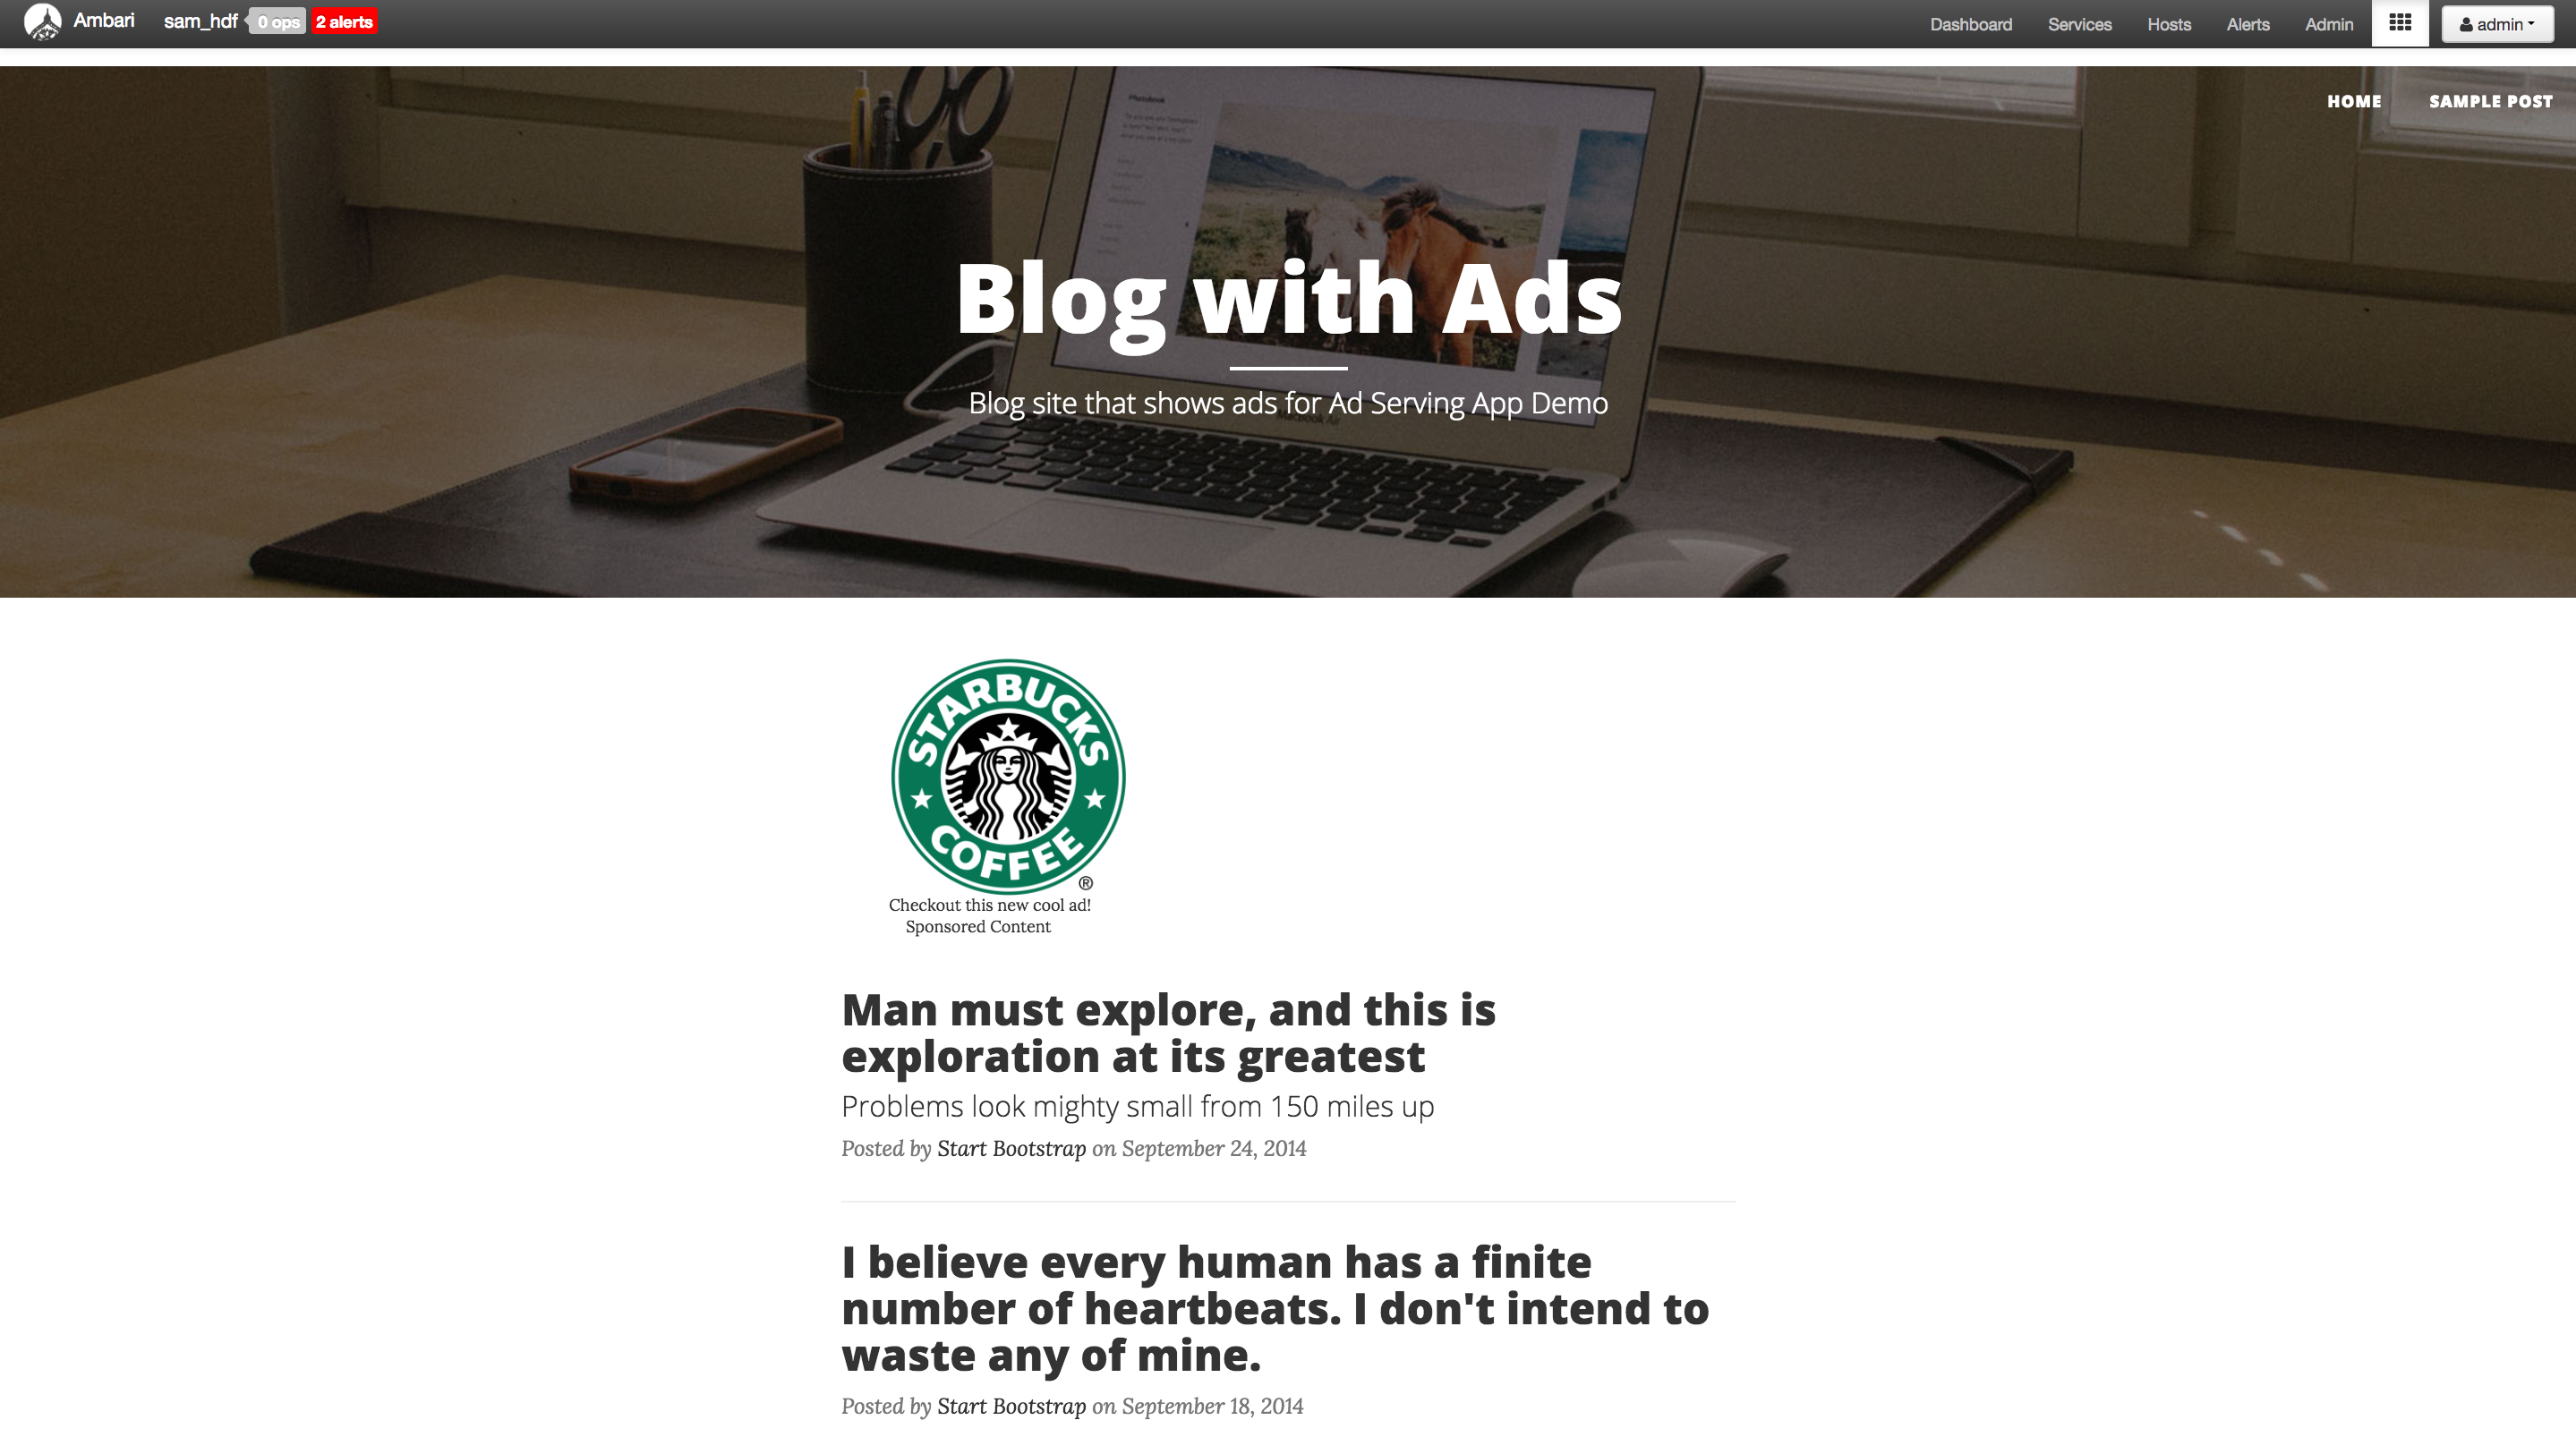 Ambari sam_hdf 0 ops 2 alerts Dashboard Services Hosts Alerts Admin admin
HOME SAMPLE POST
Photobook
Blog with Ads
Blog site that shows ads for Ad Serving App Demo
MacBook Air
STARBUCKS
COFFEE
®
Checkout this new cool ad!
Sponsored Content
Man must explore, and this is
exploration at its greatest
Problems look mighty small from 150 miles up
Posted by Start Bootstrap on September 24, 2014
I believe every human has a finite
number of heartbeats. I don't intend to
waste any of mine.
Posted by Start Bootstrap on September 18, 2014